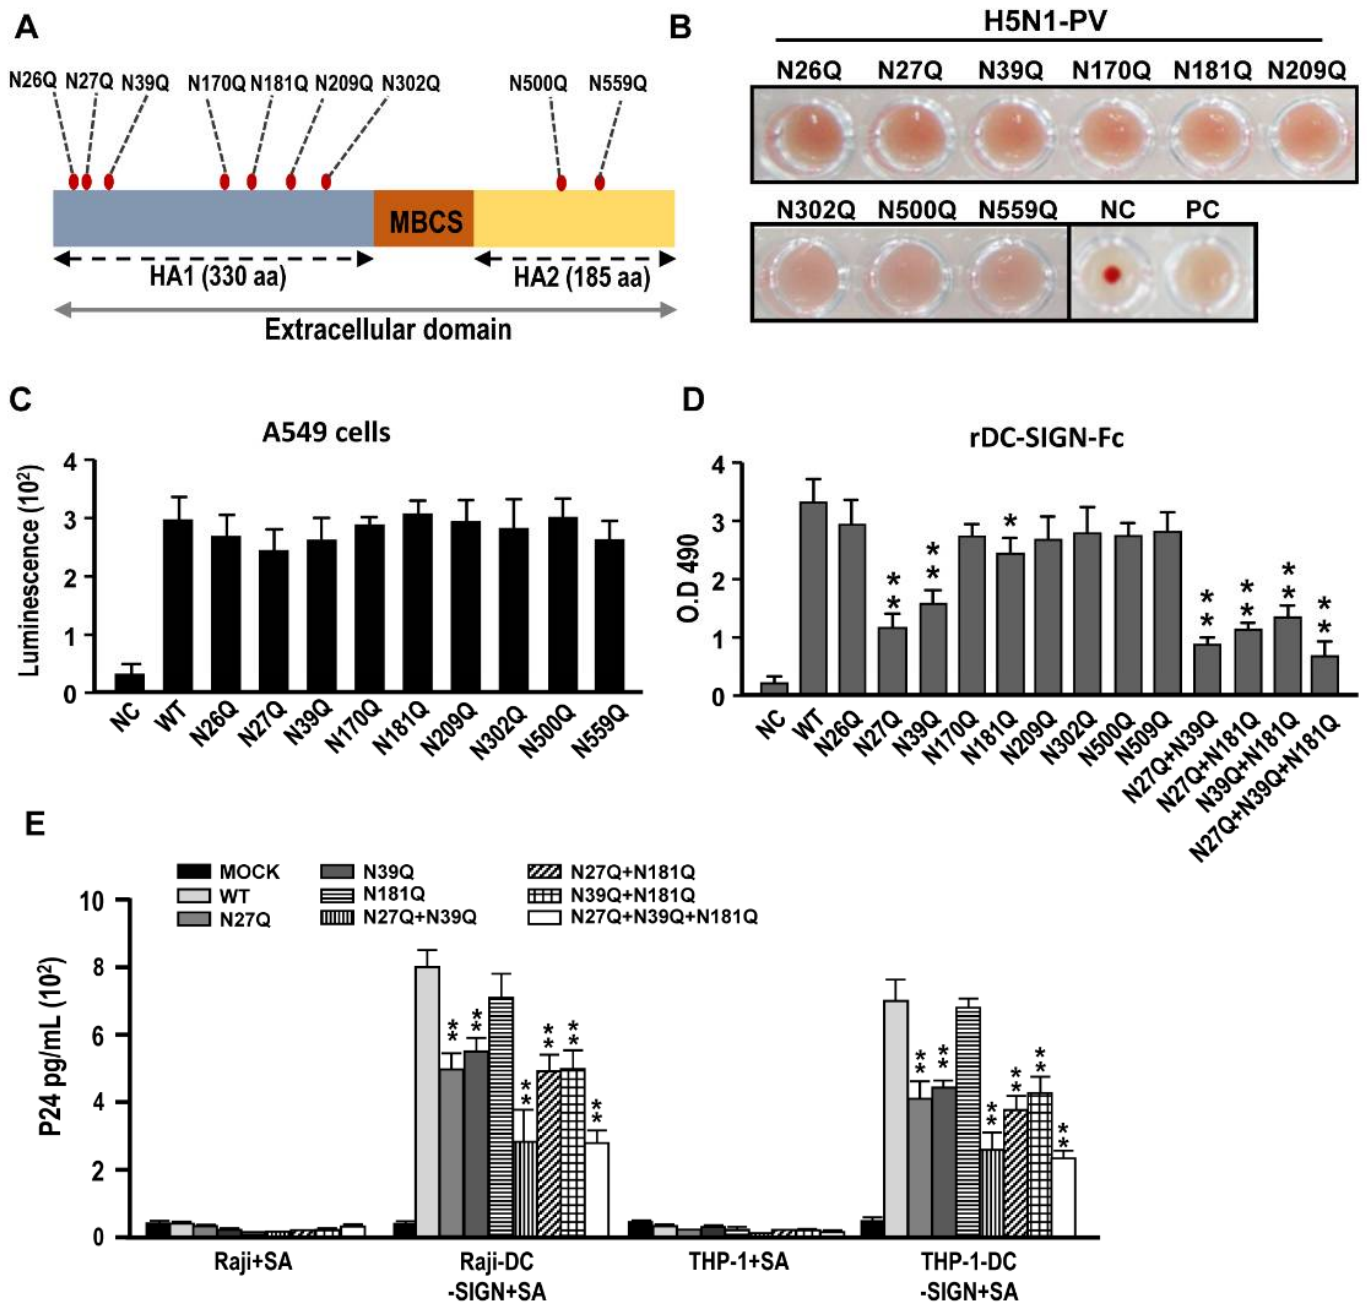 A
N26Q N27Q N39Q N170Q N181Q N209Q N302Q N500Q N559Q
MBCS
HA1 (330 aa) HA2 (185 aa)
Extracellular domain
B
H5N1-PV
N26Q N27Q N39Q N170Q N181Q N209Q
N302Q N500Q N559Q NC PC
C
A549 cells
Luminescence (10²)
4
3
2
1
0
NC WT N26Q N27Q N39Q N170Q N181Q N209Q N302Q N500Q N559Q
D
rDC-SIGN-Fc
O.D 490
4
3
2
1
0
* * * * * * * * * * * * *
NC WT N26Q N27Q N39Q N170Q N181Q N209Q N302Q N500Q N509Q N27Q+N39Q N27Q+N181Q N39Q+N181Q N27Q+N39Q+N181Q
E
MOCK N39Q N27Q+N181Q
WT N181Q N39Q+N181Q
N27Q N27Q+N39Q N27Q+N39Q+N181Q
P24 pg/mL (10²)
10
8
6
4
2
0
* * * * * * * * * * * * * * * * * * * * * * * *
Raji+SA Raji-DC THP-1+SA THP-1-DC
-SIGN+SA -SIGN+SA